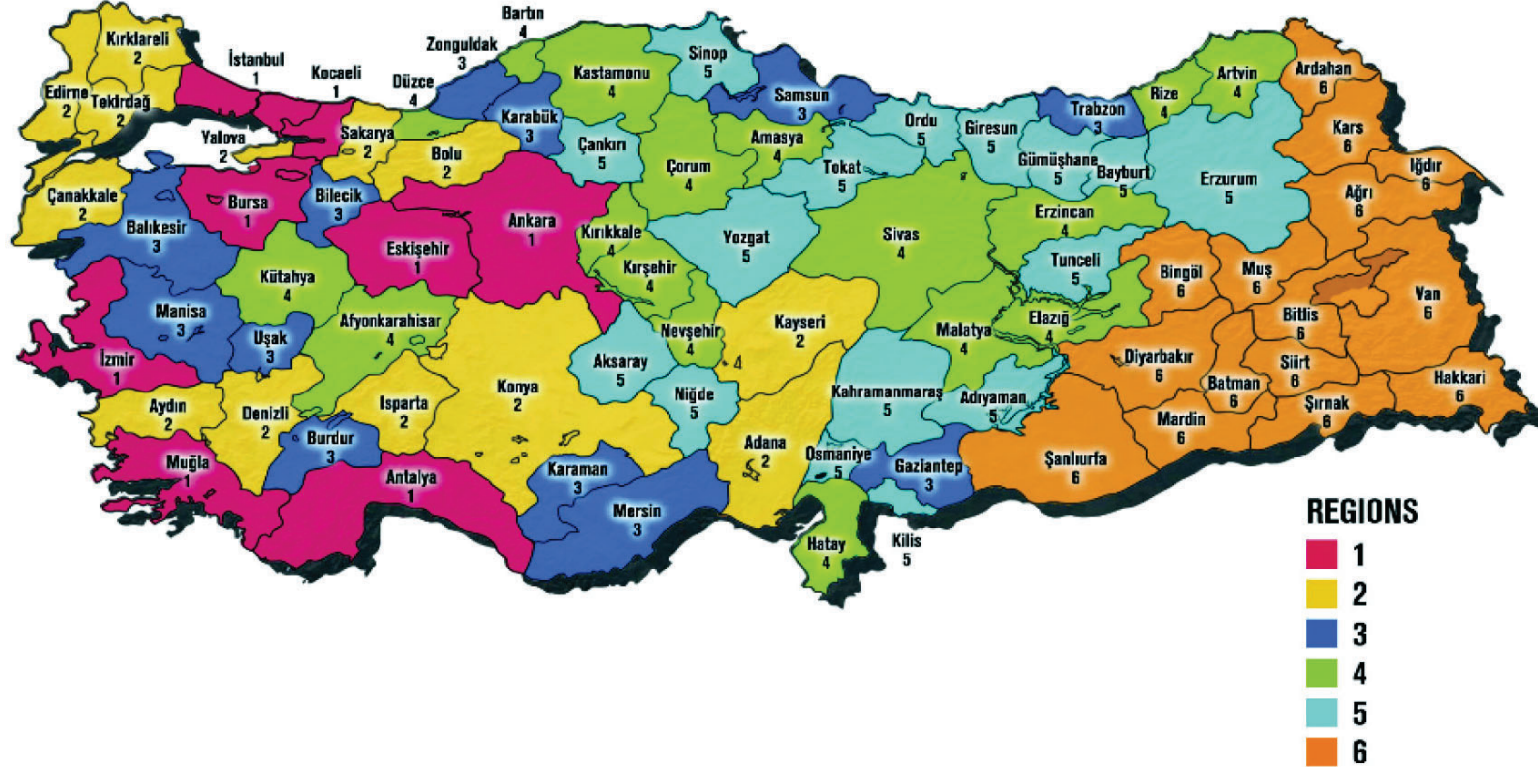 Bartın
4
Kırklareli
2
Zonguldak
3
İstanbul
1
Kocaeli
1
Düzce
4
Kastamonu
4
Sinop
5
Samsun
3
Trabzon
3
Rize
4
Artvin
4
Ardahan
6
Edirne
2
Tekirdağ
2
Yalova
2
Sakarya
2
Bolu
2
Karabük
3
Çankırı
5
Çorum
4
Amasya
4
Ordu
5
Giresun
5
Tokat
5
Gümüşhane
5
Bayburt
5
Erzurum
5
Kars
6
Iğdır
6
Ağrı
6
Çanakkale
2
Balıkesir
3
Bursa
1
Bilecik
3
Eskişehir
1
Ankara
1
Kırıkkale
4
Kırşehir
4
Yozgat
5
Sivas
4
Erzincan
4
Tunceli
5
Bingöl
6
Muş
6
Bitlis
6
Van
6
Kütahya
4
Manisa
3
Uşak
3
Afyonkarahisar
4
İzmir
1
Nevşehir
4
4
Kayseri
2
Malatya
4
Elazığ
4
Diyarbakır
6
Batman
6
Siirt
6
Şırnak
6
Hakkari
6
Aydın
2
Denizli
2
Isparta
2
Burdur
3
Konya
2
Aksaray
5
Niğde
5
Kahramanmaraş
5
Adıyaman
5
Mardin
6
Şanlıurfa
6
Muğla
1
Antalya
1
Karaman
3
Mersin
3
Adana
2
Osmaniye
5
Gaziantep
3
Hatay
4
Kilis
5
REGIONS
1
2
3
4
5
6